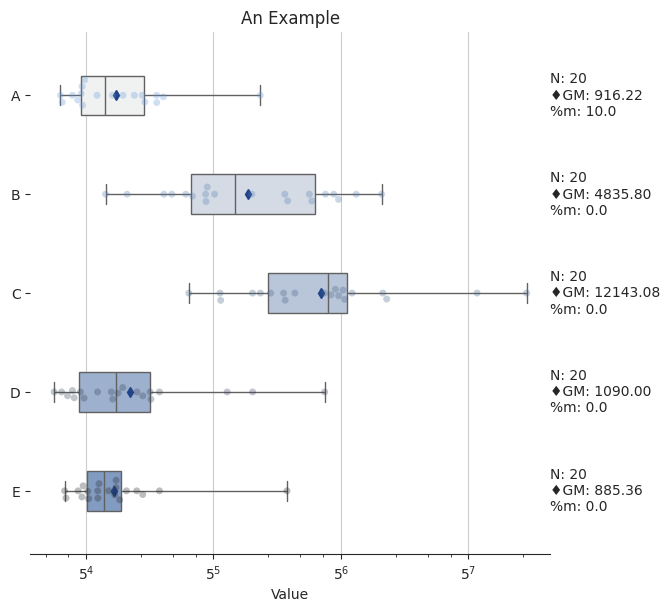 An Example
A
N: 20
♦GM: 916.22
%m: 10.0
B
N: 20
♦GM: 4835.80
%m: 0.0
C
N: 20
♦GM: 12143.08
%m: 0.0
D
N: 20
♦GM: 1090.00
%m: 0.0
E
N: 20
♦GM: 885.36
%m: 0.0
5⁴ 5⁵ 5⁶ 5⁷
Value